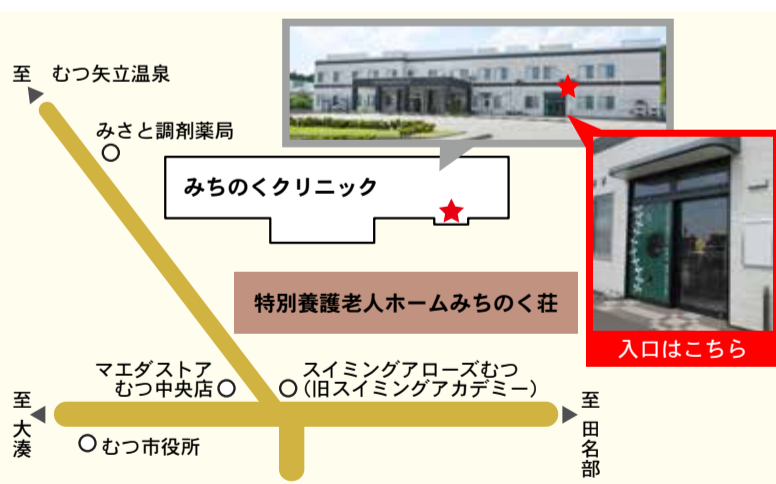 至 むつ矢立温泉
みさと調剤薬局
みちのくクリニック
特別養護老人ホームみちのく荘
入口はこちら
マエダストア
むつ中央店
スイミングアローズむつ
(旧スイミングアカデミー)
至 大湊
むつ市役所
至 田名部